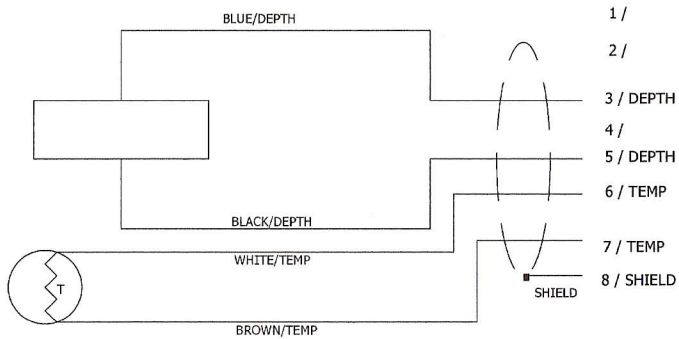 BLUE/DEPTH
1 /
2 /
3 / DEPTH
4 /
5 / DEPTH
6 / TEMP
BLACK/DEPTH
WHITE/TEMP
7 / TEMP
T
8 / SHIELD
SHIELD
BROWN/TEMP